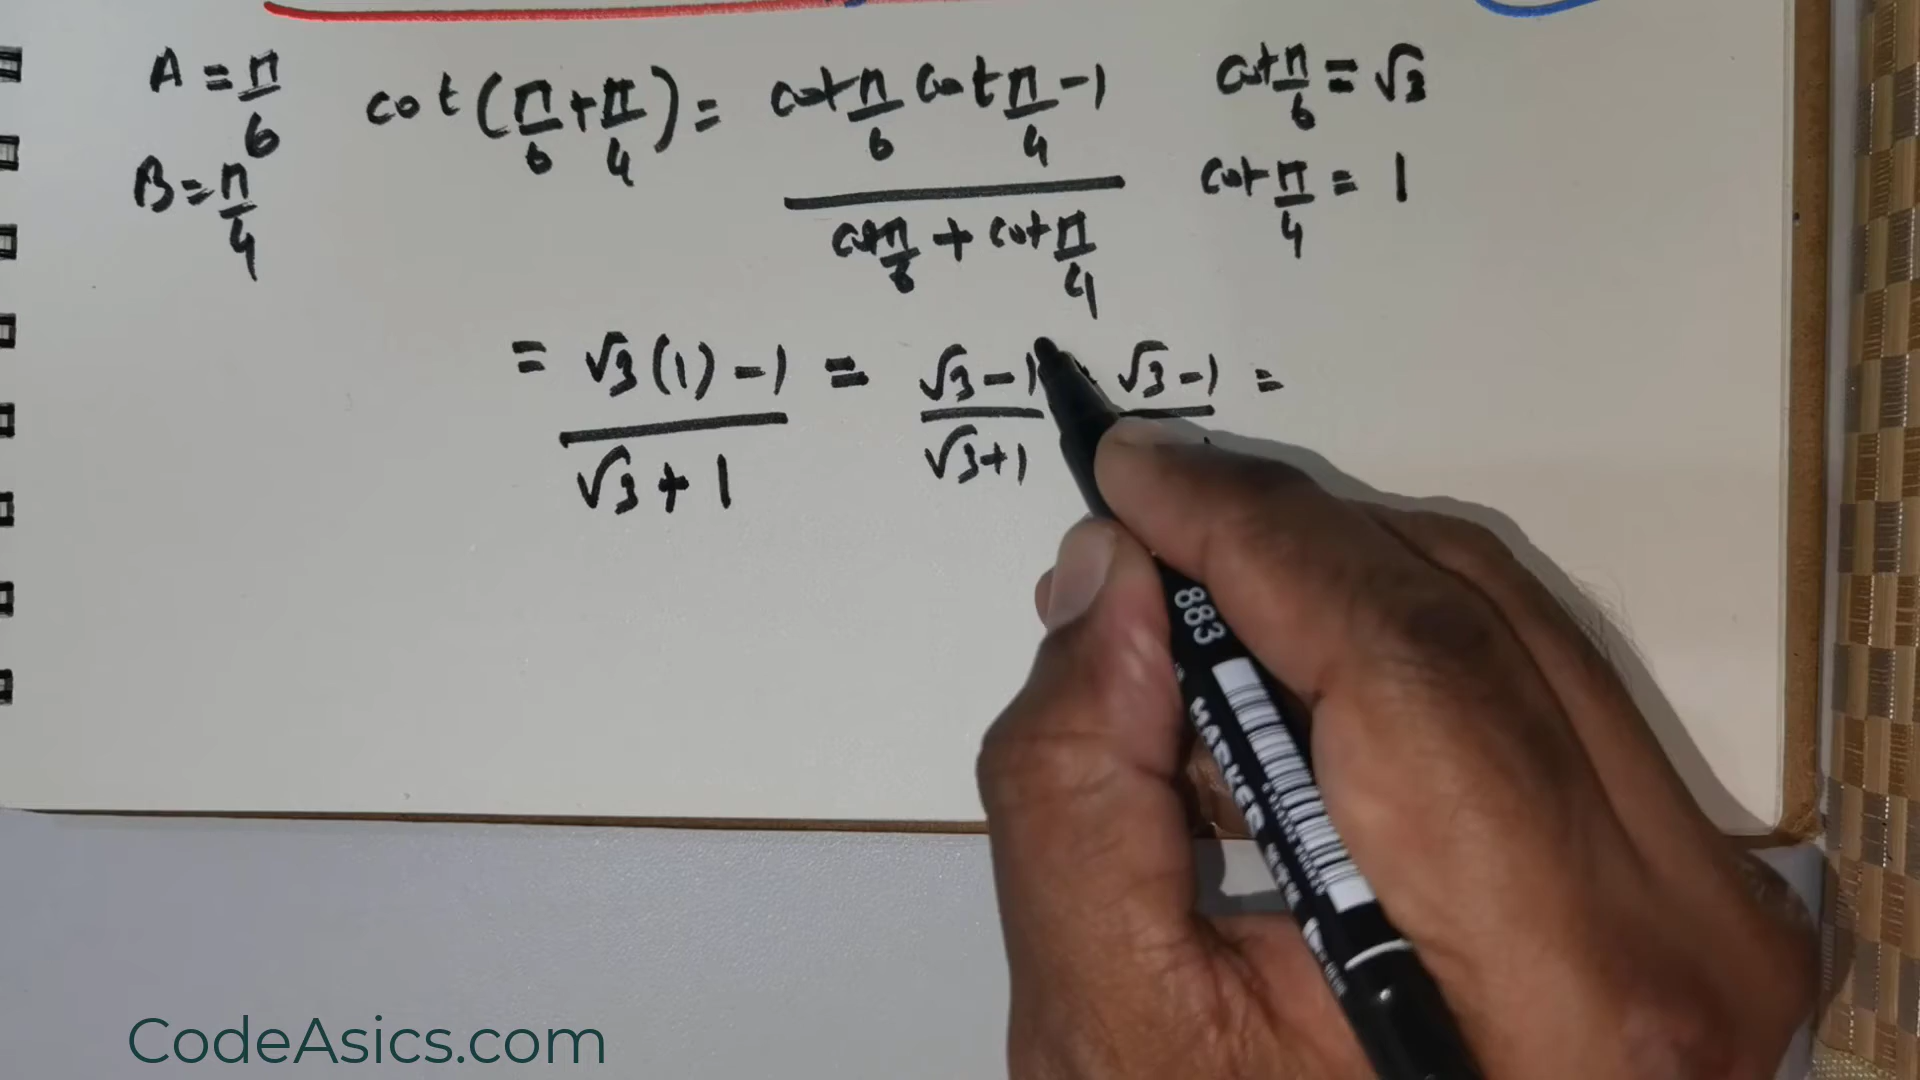 A = π/6
B = π/4
cot(π/6 + π/4) = (cot π/6 cot π/4 - 1)/(cot π/6 + cot π/4)
cot π/6 = √3
cot π/4 = 1
= (√3(1) - 1)/(√3 + 1) = (√3 - 1)/(√3 + 1) √3 - 1 =
883
MARKER
CodeAsics.com